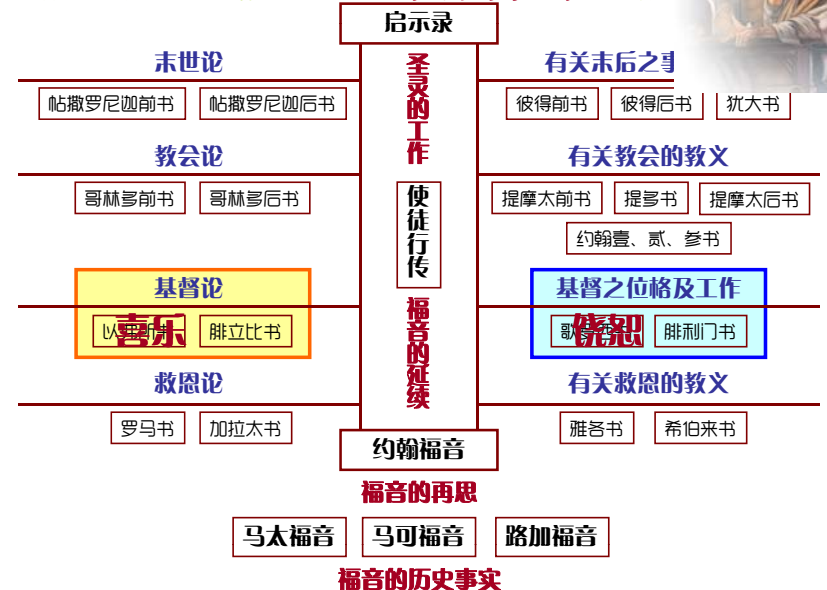 启示录
末世论
有关末后之事
帖撒罗尼迦前书 帖撒罗尼迦后书
彼得前书 彼得后书 犹大书
圣灵的工作
教会论
有关教会的教义
哥林多前书 哥林多后书
提摩太前书 提多书 提摩太后书
约翰壹、贰、参书
使徒行传
基督论
基督之位格及工作
喜乐 腓立比书
饶恕 腓利门书
福音的延续
救恩论
有关救恩的教义
罗马书 加拉太书
雅各书 希伯来书
约翰福音
福音的再思
马太福音 马可福音 路加福音
福音的历史事实